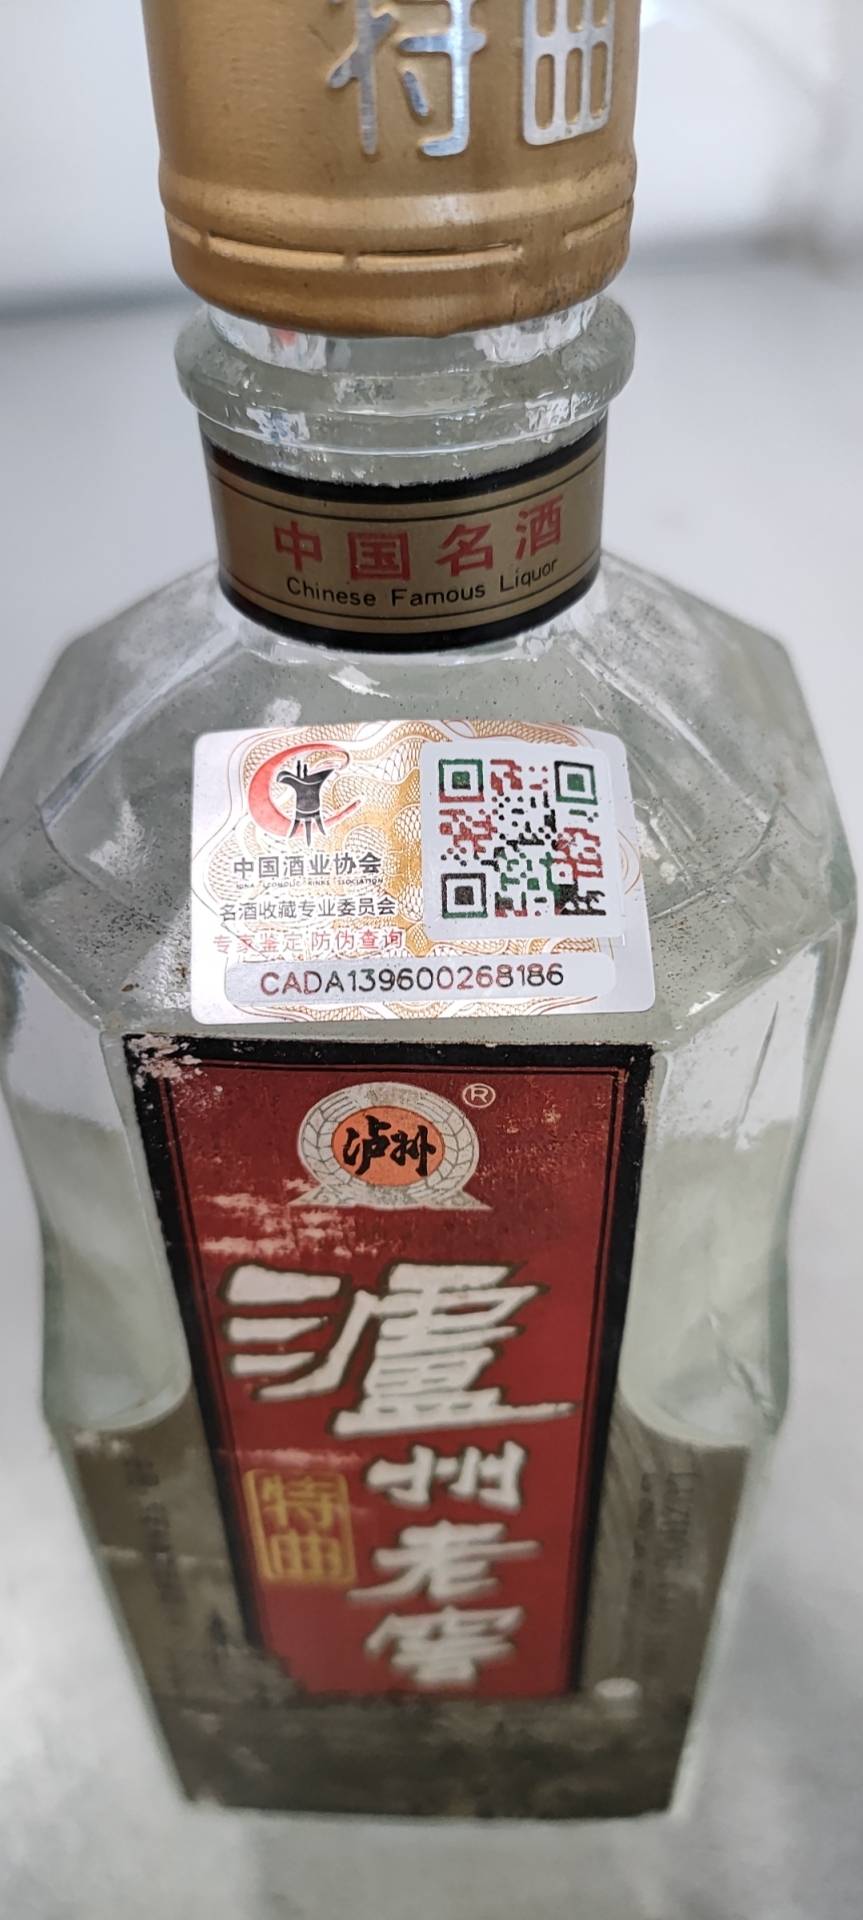 特曲
中国名酒
Chinese Famous Liquor
中国酒业协会
名酒收藏专业委员会
专家鉴定 防伪查询
CADA139600268186
®
泸州
瀘州老窖
特曲